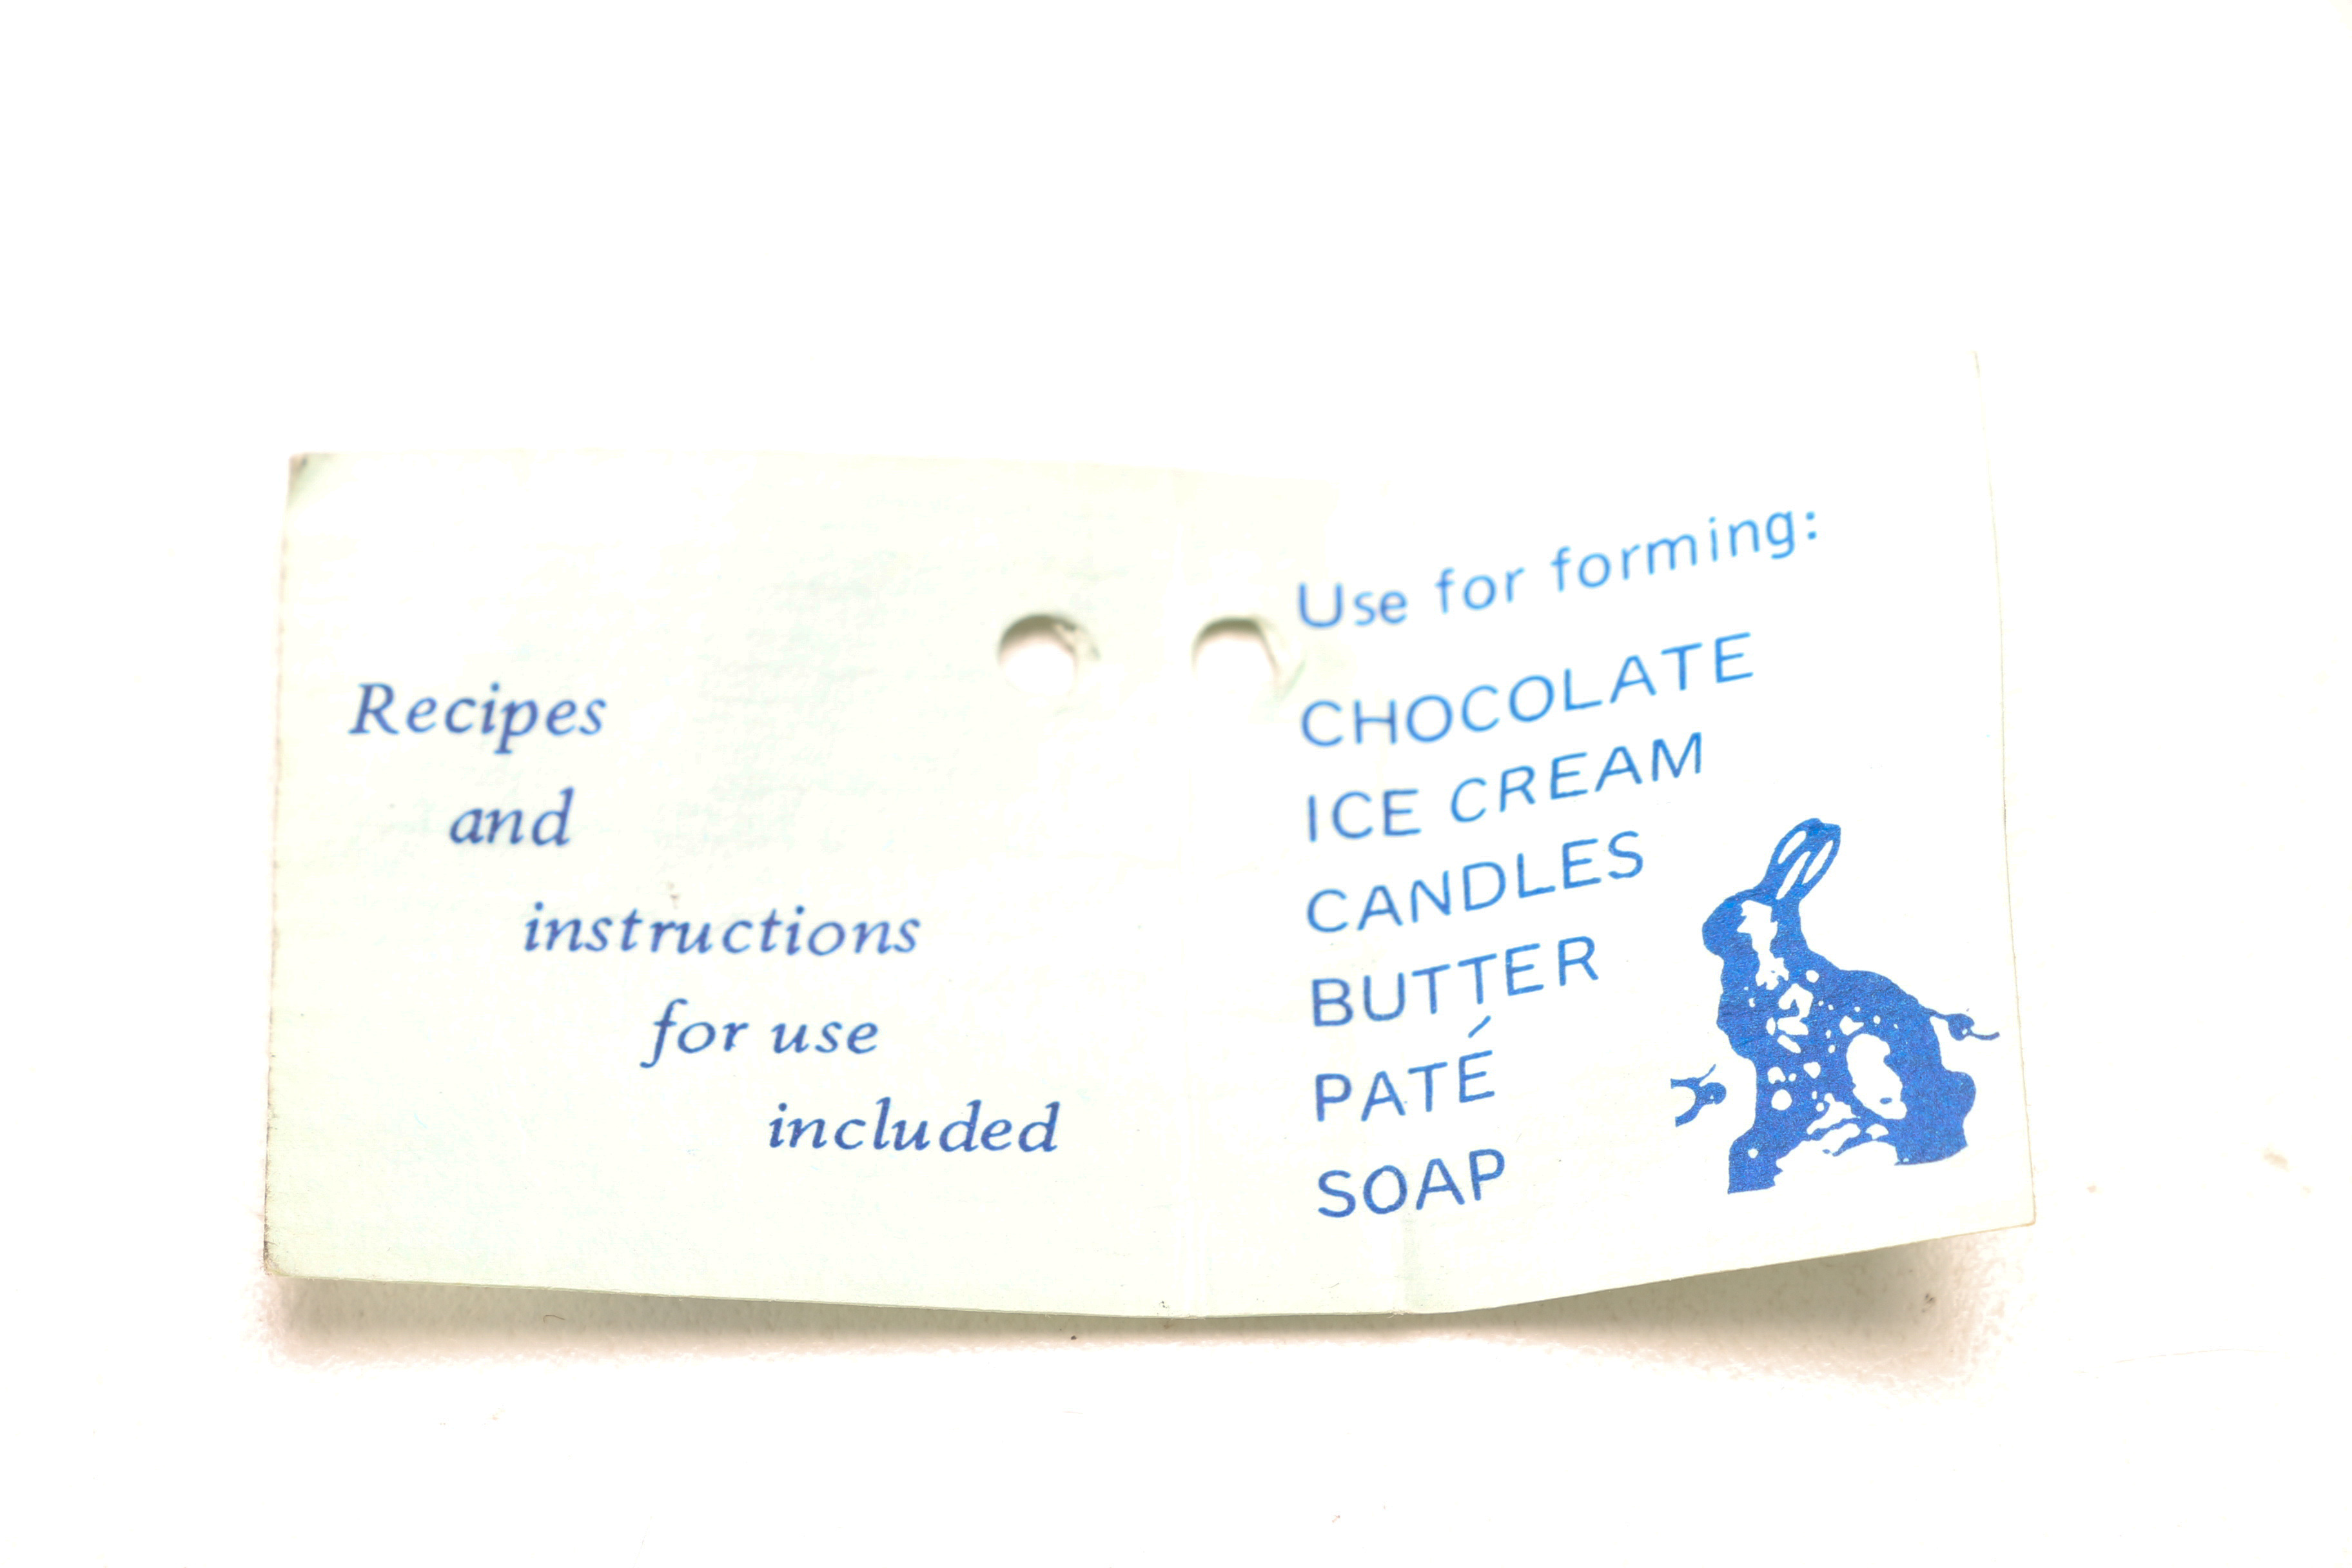 Recipes
and
instructions
for use
included
Use for forming:
CHOCOLATE
ICE CREAM
CANDLES
BUTTER
PATÉ
SOAP